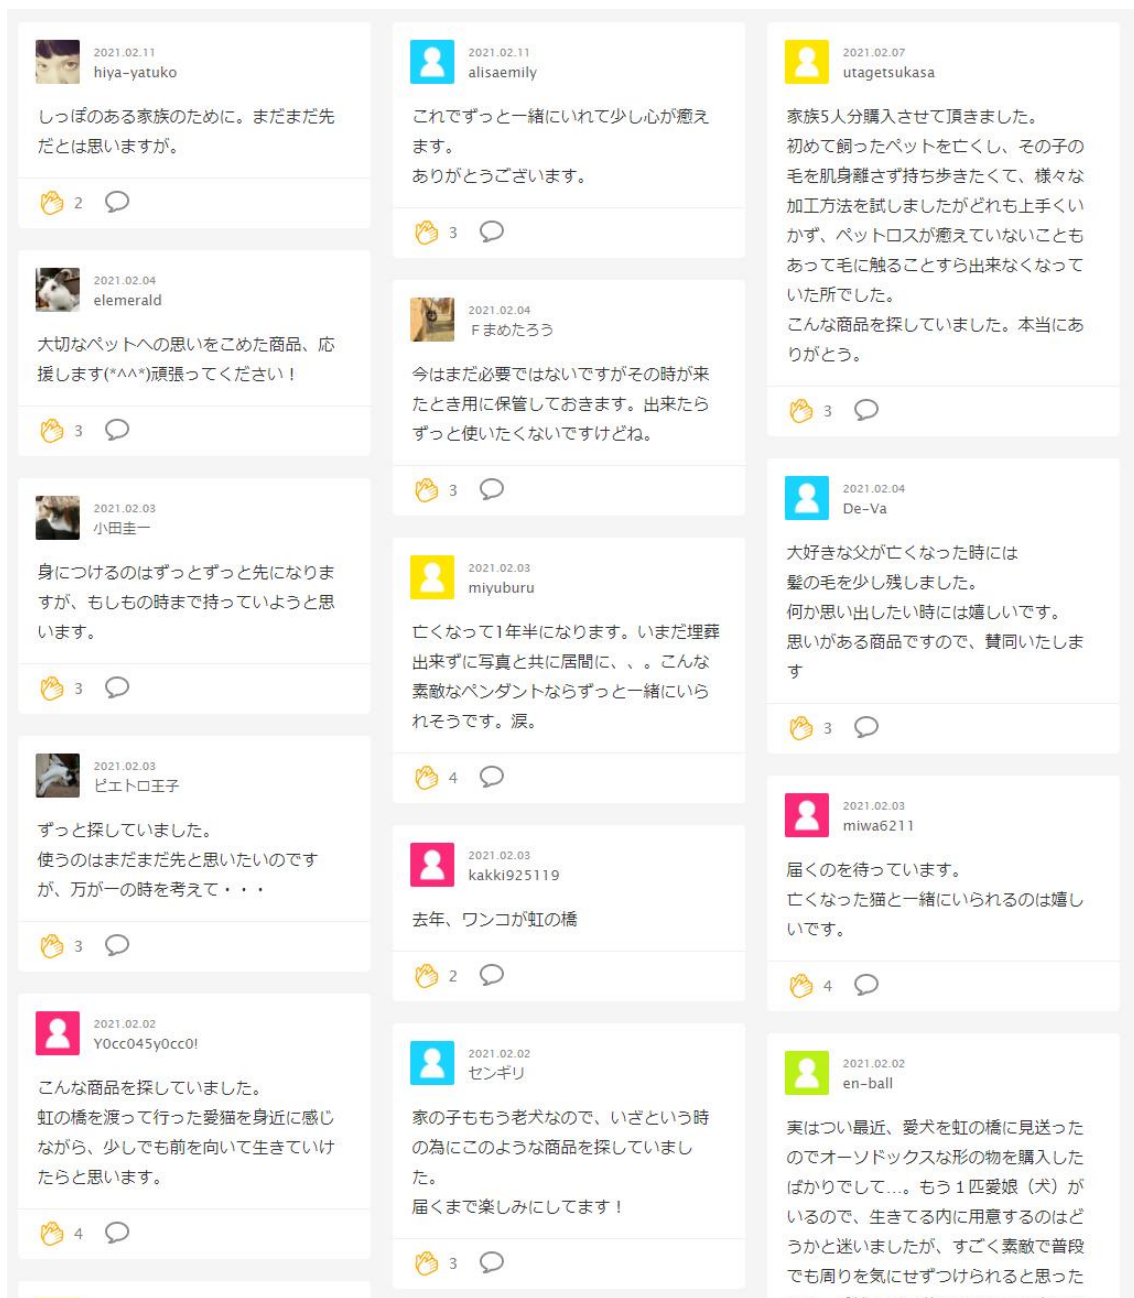 2021.02.11
hiya-yatuko
しっぽのある家族のために。まだまだ先
だとは思いますが。
2
2021.02.04
elemerald
大切なペットへの思いをこめた商品、応
援します(*^^*)頑張ってください！
3
2021.02.03
小田圭一
身につけるのはずっとずっと先になりま
すが、もしもの時まで持っていようと思
います。
3
2021.02.03
ピエトロ王子
ずっと探していました。
使うのはまだまだ先と思いたいのです
が、万が一の時を考えて・・・
3
2021.02.02
Y0cc045y0cc0!
こんな商品を探していました。
虹の橋を渡って行った愛猫を身近に感じ
ながら、少しでも前を向いて生きていけ
たらと思います。
4
2021.02.11
alisaemily
これでずっと一緒にいれて少し心が癒え
ます。
ありがとうございます。
3
2021.02.04
Ｆまめたろう
今はまだ必要ではないですがその時が来
たとき用に保管しておきます。出来たら
ずっと使いたくないですけどね。
3
2021.02.03
miyuburu
亡くなって1年半になります。いまだ埋葬
出来ずに写真と共に居間に、、。こんな
素敵なペンダントならずっと一緒にいら
れそうです。涙。
4
2021.02.03
kakki925119
去年、ワンコが虹の橋
2
2021.02.02
センギリ
家の子ももう老犬なので、いざという時
の為にこのような商品を探していまし
た。
届くまで楽しみにしてます！
3
2021.02.07
utagetsukasa
家族5人分購入させて頂きました。
初めて飼ったペットを亡くし、その子の
毛を肌身離さず持ち歩きたくて、様々な
加工方法を試しましたがどれも上手くい
かず、ペットロスが癒えていないことも
あって毛に触ることすら出来なくなって
いた所でした。
こんな商品を探していました。本当にあ
りがとう。
3
2021.02.04
De-Va
大好きな父が亡くなった時には
髪の毛を少し残しました。
何か思い出したい時には嬉しいです。
思いがある商品ですので、賛同いたしま
す
3
2021.02.03
miwa6211
届くのを待っています。
亡くなった猫と一緒にいられるのは嬉し
いです。
4
2021.02.02
en-ball
実はつい最近、愛犬を虹の橋に見送った
のでオーソドックスな形の物を購入した
ばかりでして…。もう１匹愛娘（犬）が
いるので、生きてる内に用意するのはど
うかと迷いましたが、すごく素敵で普段
でも周りを気にせずつけられると思った